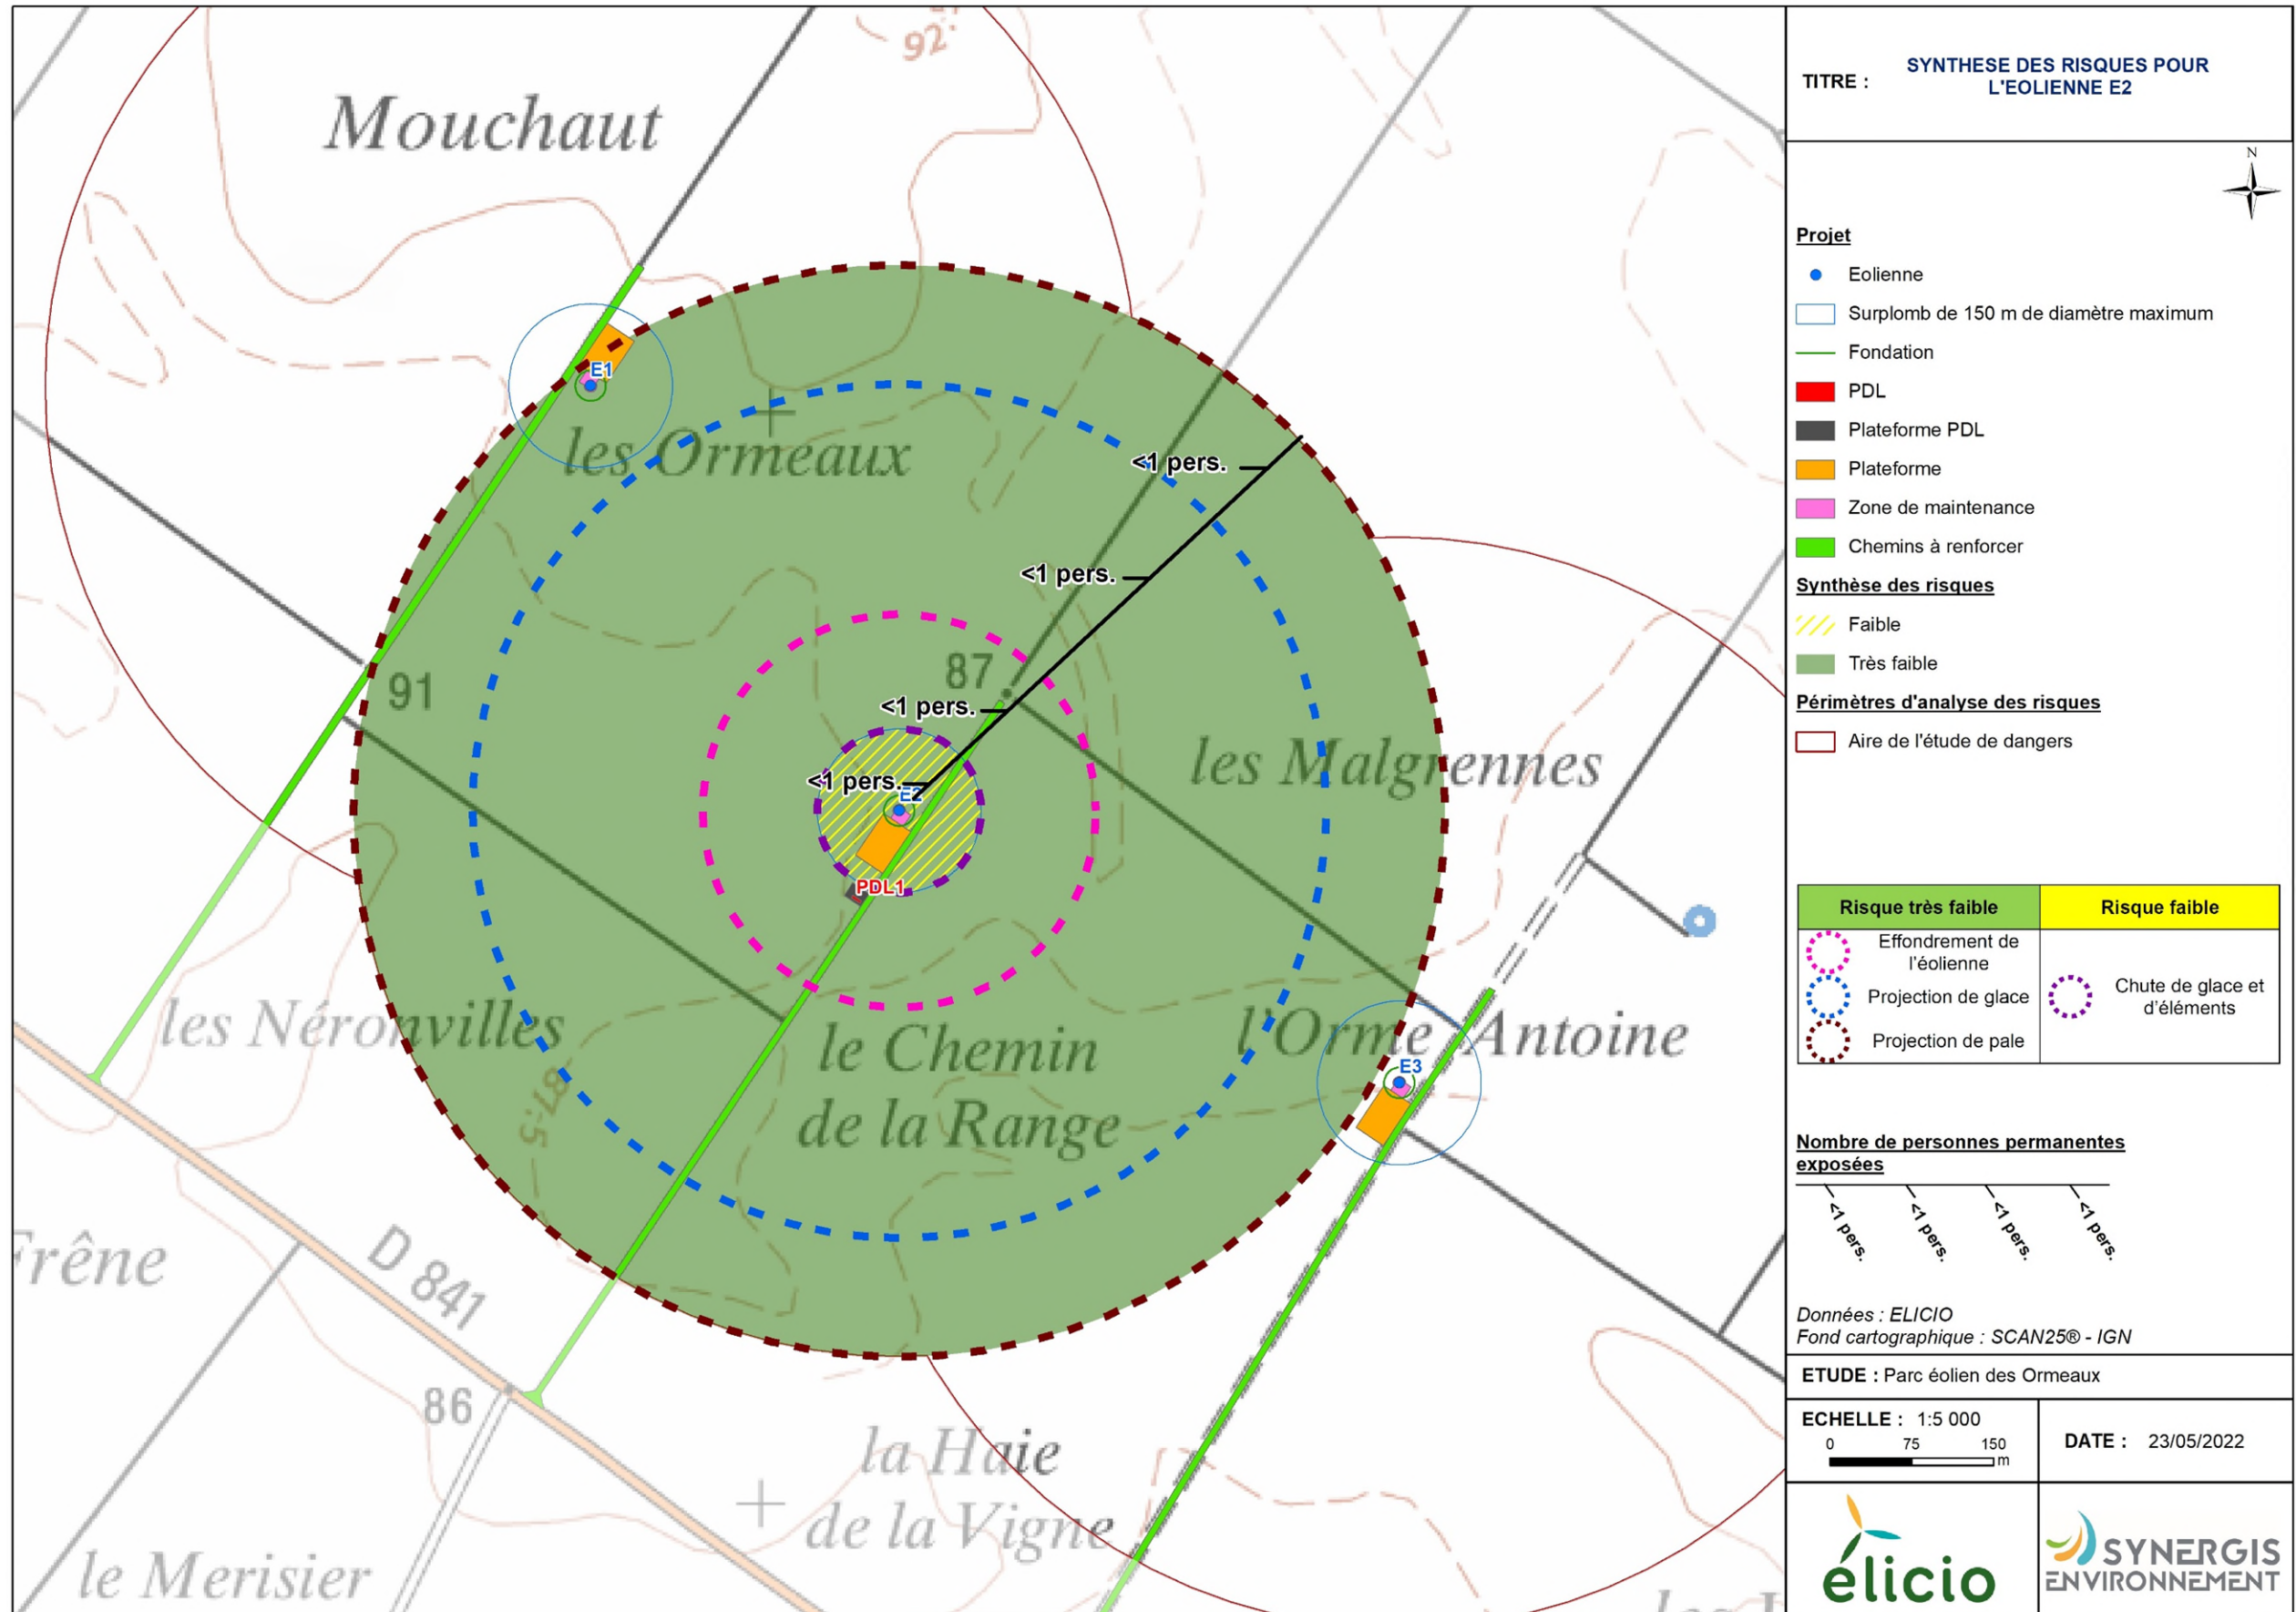 92.
Mouchaut
E1
les Ormeaux
<1 pers.
<1 pers.
87
91
<1 pers.
les Malgrennes
<1 pers.
E2
PDL1
les Néronvilles
le Chemin
de la Range
l'Orme Antoine
E3
87.5
Frêne
D 841
86
la Haie
de la Vigne
le Merisier
TITRE : SYNTHESE DES RISQUES POUR
L'EOLIENNE E2
N
Projet
Eolienne
Surplomb de 150 m de diamètre maximum
Fondation
PDL
Plateforme PDL
Plateforme
Zone de maintenance
Chemins à renforcer
Synthèse des risques
Faible
Très faible
Périmètres d'analyse des risques
Aire de l'étude de dangers
Risque très faible
Risque faible
Effondrement de
l'éolienne
Projection de glace
Projection de pale
Chute de glace et
d'éléments
Nombre de personnes permanentes
exposées
<1 pers.
<1 pers.
<1 pers.
<1 pers.
Données : ELICIO
Fond cartographique : SCAN25® - IGN
ETUDE : Parc éolien des Ormeaux
ECHELLE : 1:5 000
0 75 150
m
DATE : 23/05/2022
élicio
SYNERGIS
ENVIRONNEMENT